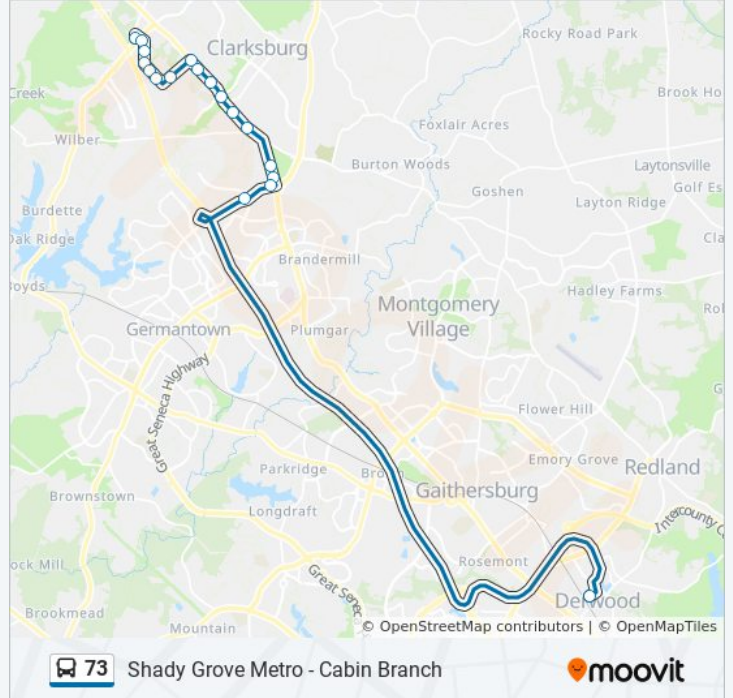 Rocky Road Park
Clarksburg
Creek
Brook Ho
Foxlair Acres
Wilber
Burton Woods
Laytonsville
Goshen
Golf Es
Layton Ridge
Burdette
Oak Ridge
Cla
Brandermill
Boyds
Hadley Farms
Montgomery
Village
Rol
Germantown
Plumgar
Great Seneca Highway
G
Flower Hill
Parkridge
Bro
Emory Grove
Redland
Gaithersburg
Brownstown
Longdraft
Intercounty C
ock Mill
Rosemont
Great Senec
Derwood
Brookmead
Mountain
© OpenStreetMap contributors | © OpenMapTiles
73 Shady Grove Metro - Cabin Branch
moovit